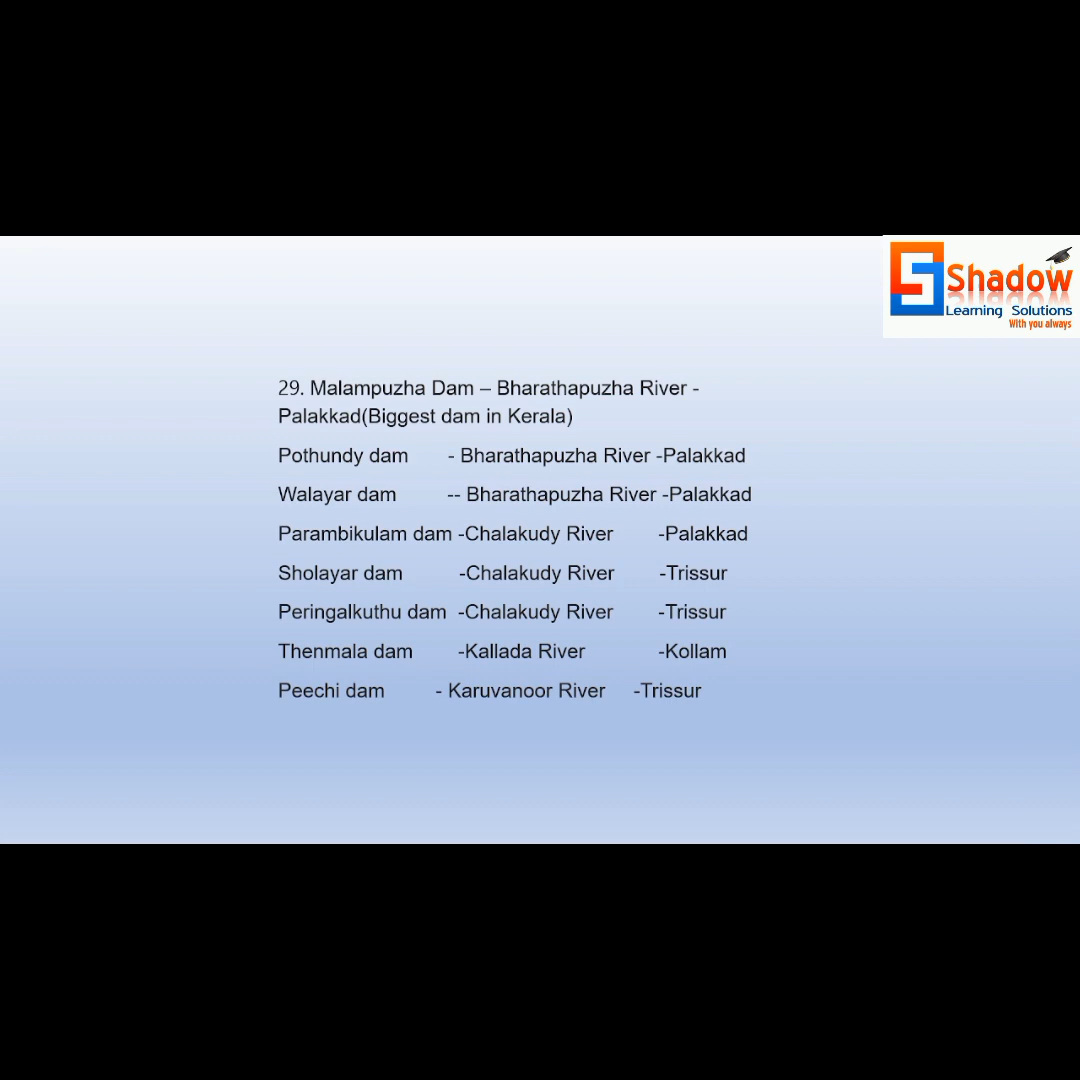 Shadow
Learning Solutions
With you always
29. Malampuzha Dam – Bharathapuzha River -
Palakkad(Biggest dam in Kerala)
Pothundy dam - Bharathapuzha River -Palakkad
Walayar dam -- Bharathapuzha River -Palakkad
Parambikulam dam -Chalakudy River -Palakkad
Sholayar dam -Chalakudy River -Trissur
Peringalkuthu dam -Chalakudy River -Trissur
Thenmala dam -Kallada River -Kollam
Peechi dam - Karuvanoor River -Trissur